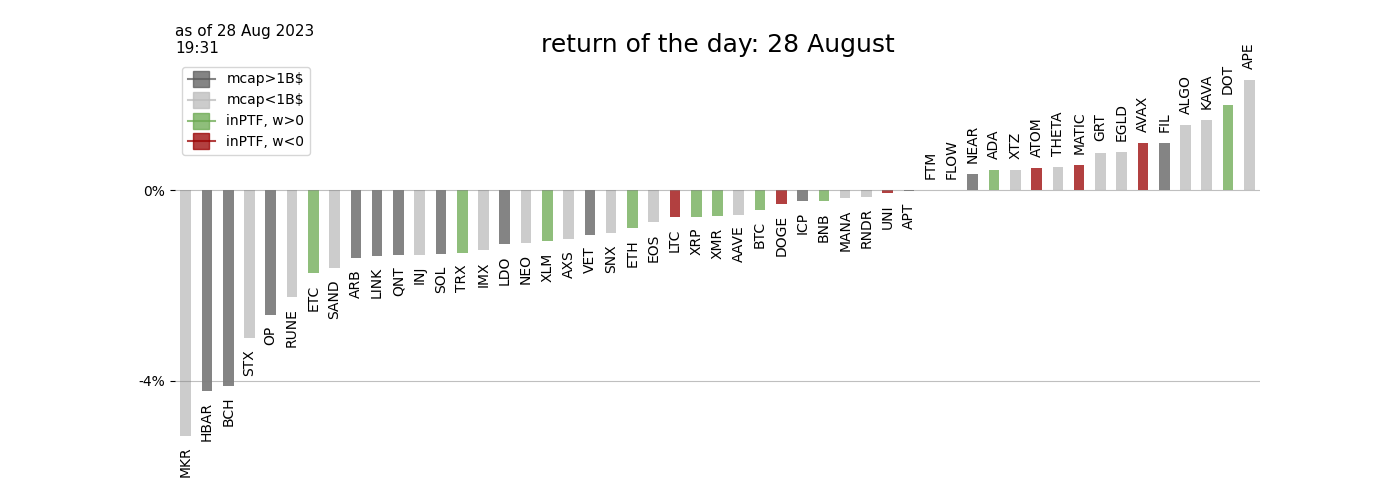 as of 28 Aug 2023
19:31
return of the day: 28 August
mcap>1B$
mcap<1B$
inPTF, w>0
inPTF, w<0
0%
-4%
MKR
HBAR
BCH
STX
OP
RUNE
ETC
SAND
ARB
LINK
QNT
INJ
SOL
TRX
IMX
LDO
NEO
XLM
AXS
VET
SNX
ETH
EOS
LTC
XRP
XMR
AAVE
BTC
DOGE
ICP
BNB
MANA
RNDR
UNI
APT
FTM
FLOW
NEAR
ADA
XTZ
ATOM
THETA
MATIC
GRT
EGLD
AVAX
FIL
ALGO
KAVA
DOT
APE